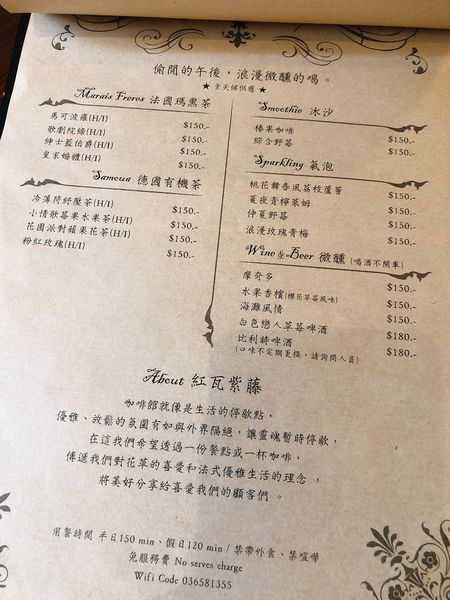 偷閒的午後，浪漫微醺的喝。
★ 全天候供應 ★
Marais Freres 法國瑪黑茶
馬可波羅(H/I) $150.-
歌劇院綠(H/I) $150.-
紳士藍伯爵(H/I) $150.-
皇家婚禮(H/I) $150.-
Samova 德國有機茶
冷薄荷紓壓茶(H/I) $150.-
小情歌莓果水果茶(H/I) $150.-
花園派對蘋果花茶(H/I) $150.-
粉紅玫瑰(H/I) $150.-
Smoothie 冰沙
榛果咖啡 $150.-
綜合野莓 $150.-
Sparkling 氣泡
桃花舞春風荔枝蘆薈 $150.-
夏夜青檸萊姆 $150.-
仲夏野莓 $150.-
浪漫玫瑰青梅 $150.-
Wine & Beer 微醺 (喝酒不開車)
摩奇多 $150.-
水果香檳(櫻花草莓風味) $150.-
海灘風情 $150.-
白色戀人草莓啤酒 $180.-
比利時啤酒 $180.-
(口味不定期更換，請詢問人員)
About 紅瓦紫藤
咖啡館就像是生活的停歇點，
優雅、放鬆的氛圍有如與外界隔絕，讓靈魂暫時停歇，
在這我們希望透過一份餐點或一杯咖啡，
傳遞我們對花草的喜愛和法式優雅生活的理念，
將美好分享給喜愛我們的顧客們。
用餐時間 平日150 min、假日120 min / 禁帶外食、禁喧嘩
免服務費 No serves charge
Wifi Code 036581355